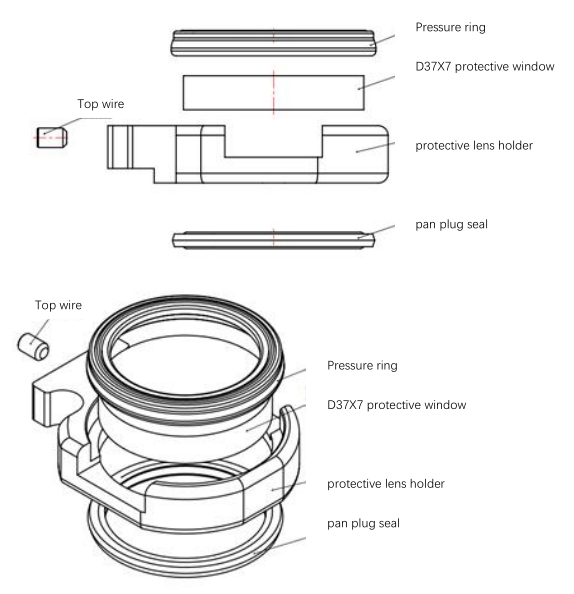 Pressure ring
D37X7 protective window
Top wire
protective lens holder
pan plug seal
Top wire
Pressure ring
D37X7 protective window
protective lens holder
pan plug seal